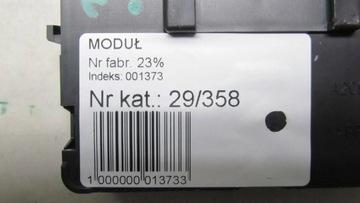 MODUŁ
Nr fabr. 23%
Indeks: 001373
Nr kat.: 29/358
1 000000 013733